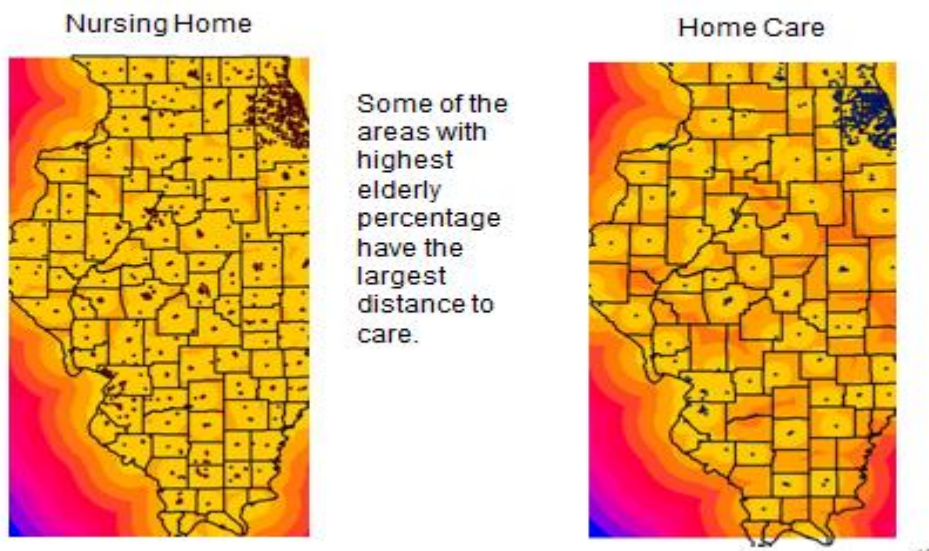 Nursing Home
Home Care
Some of the
areas with
highest
elderly
percentage
have the
largest
distance to
care.